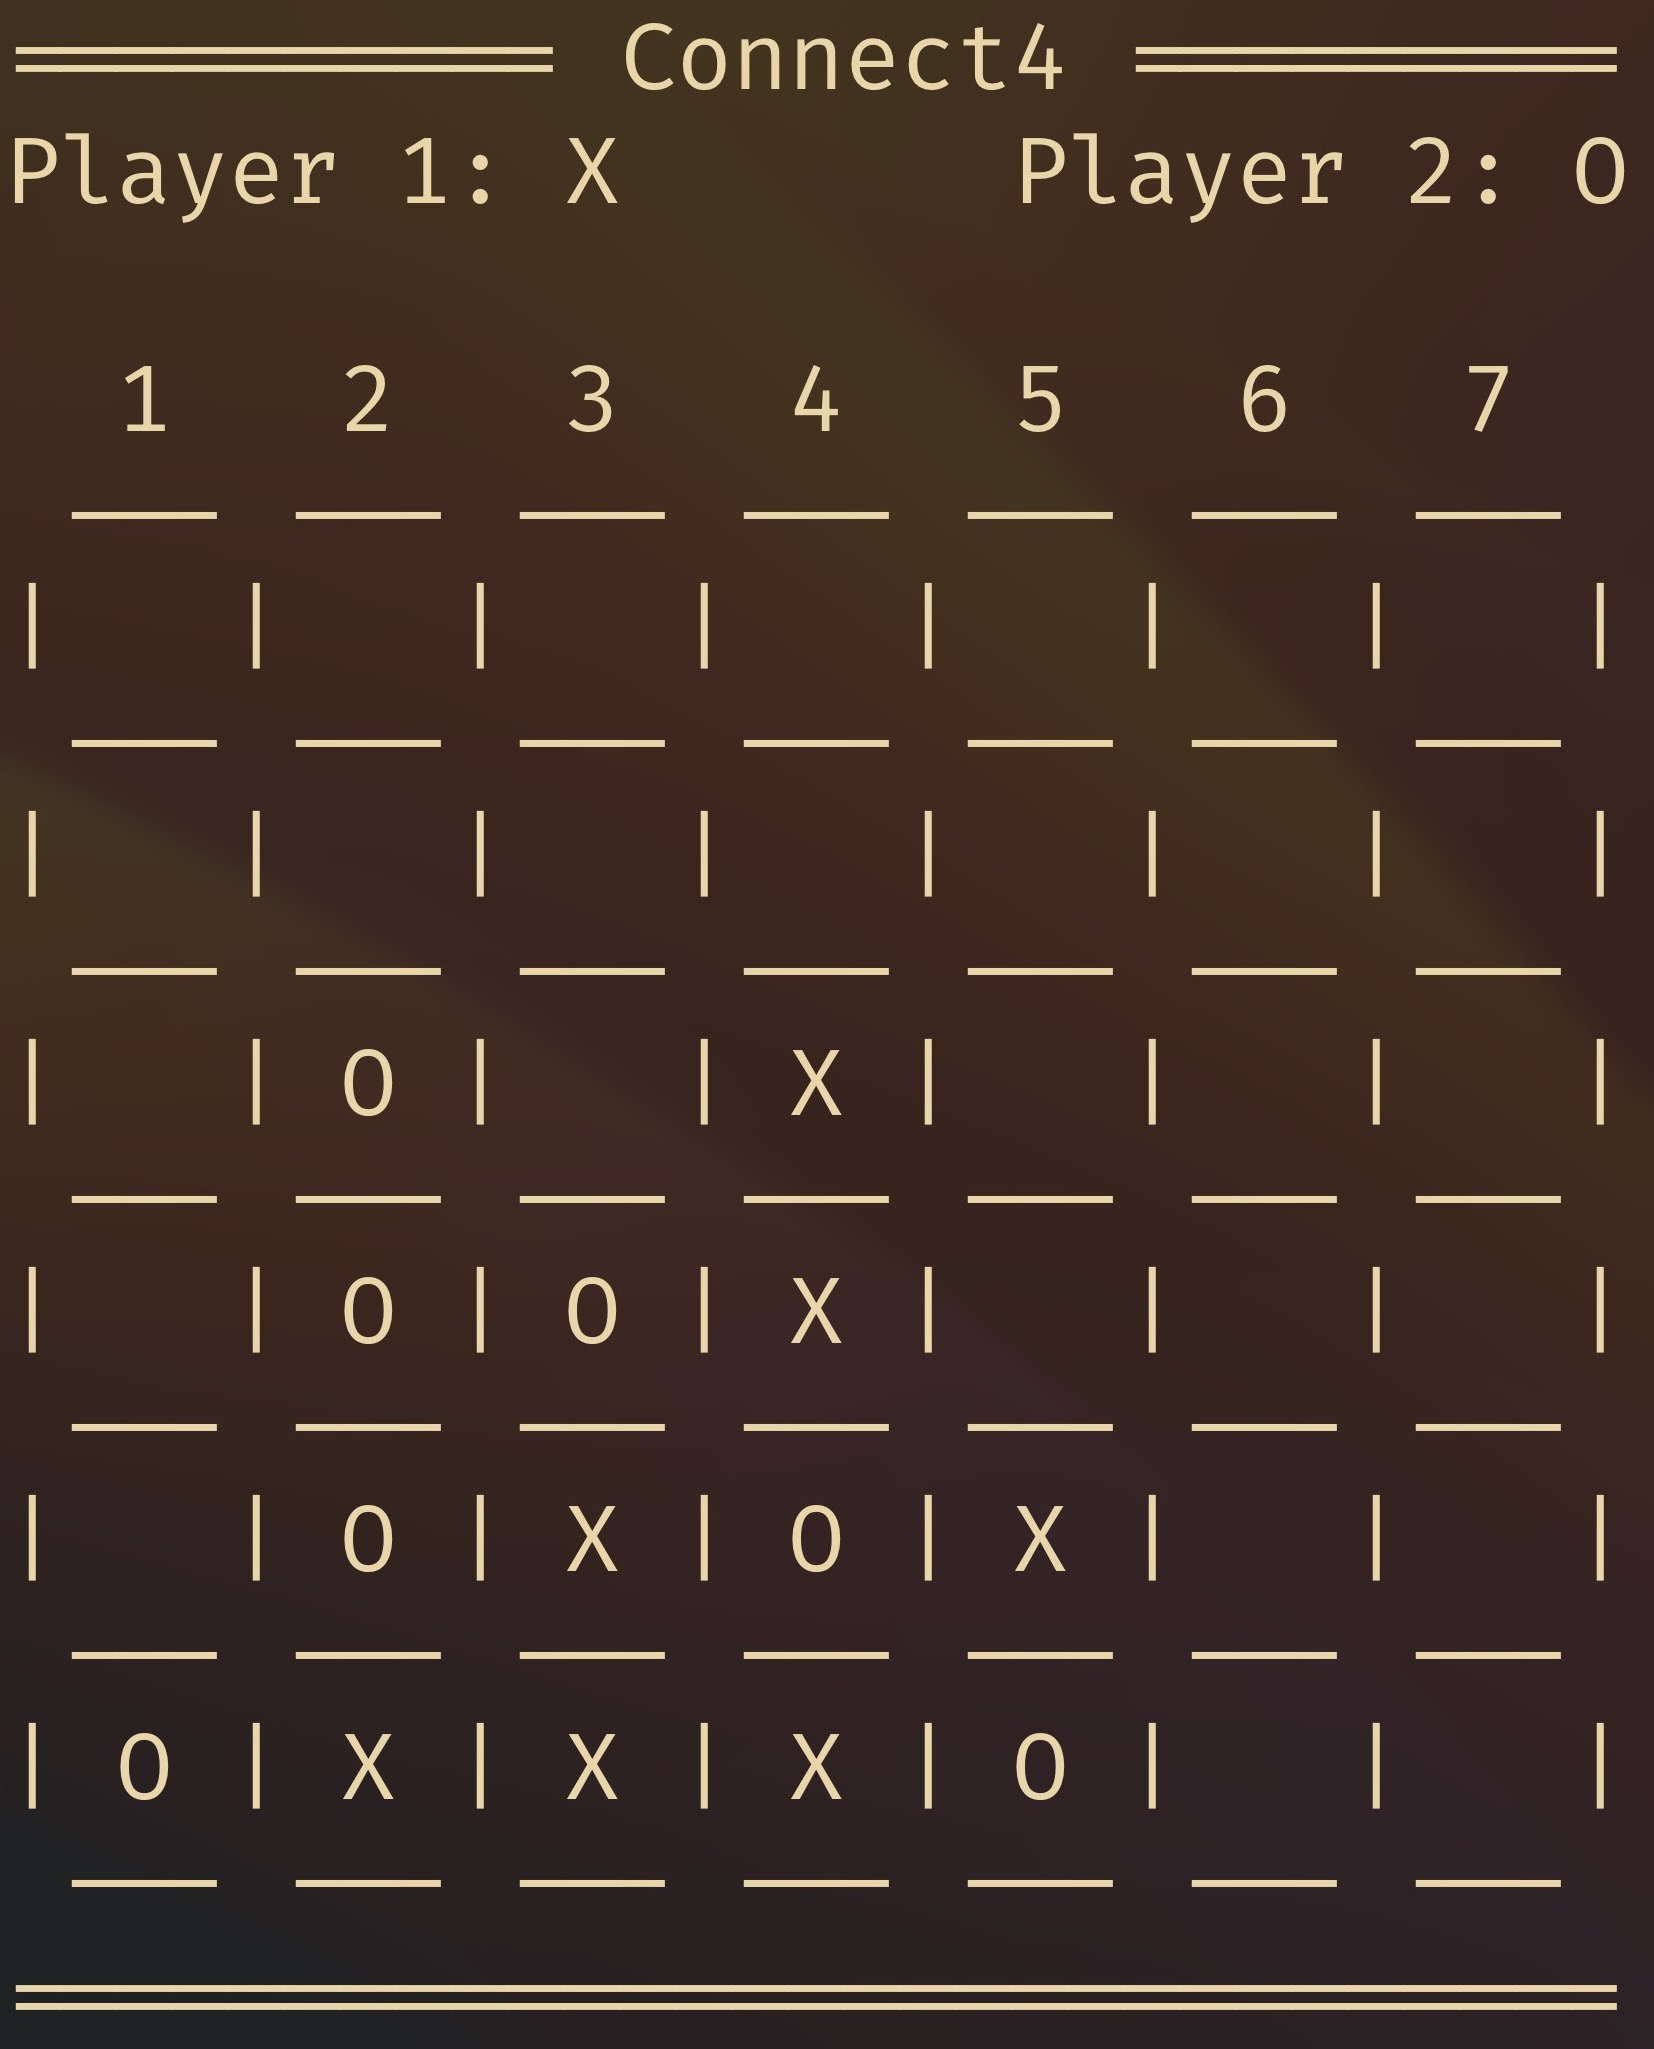 ═════════ Connect4 ════════
Player 1: X Player 2: O
1 2 3 4 5 6 7
| | | | | | | |
| | | | | | | |
| | O | | X | | | |
| | O | O | X | | | |
| | O | X | O | X | | |
| O | X | X | X | O | | |